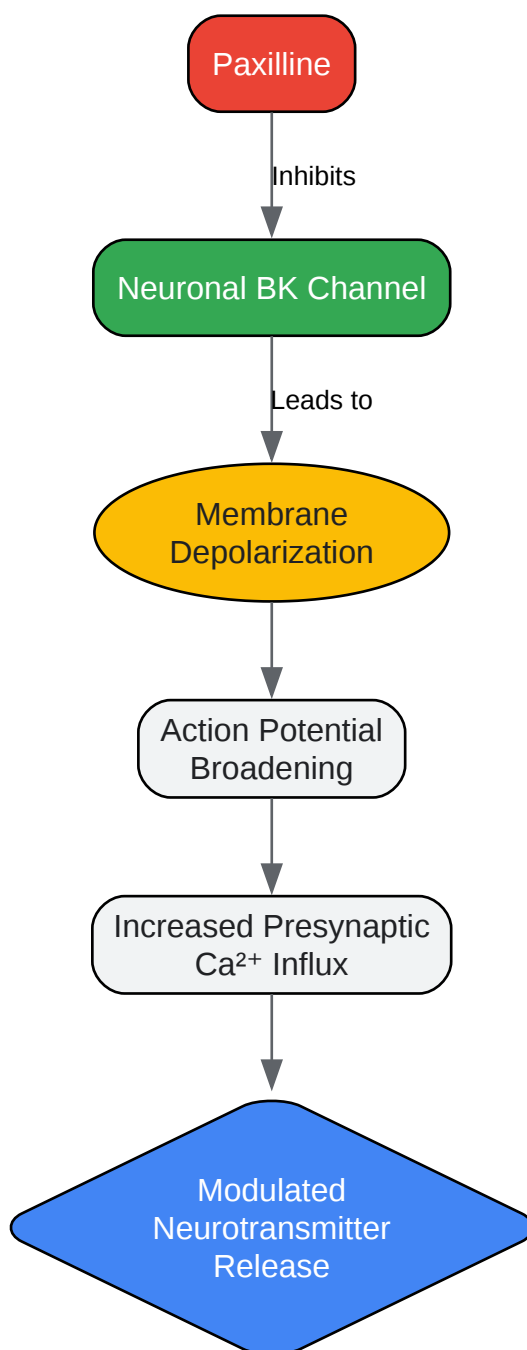 Paxilline
Inhibits
Neuronal BK Channel
Leads to
Membrane
Depolarization
Action Potential
Broadening
Increased Presynaptic
Ca²⁺ Influx
Modulated
Neurotransmitter
Release